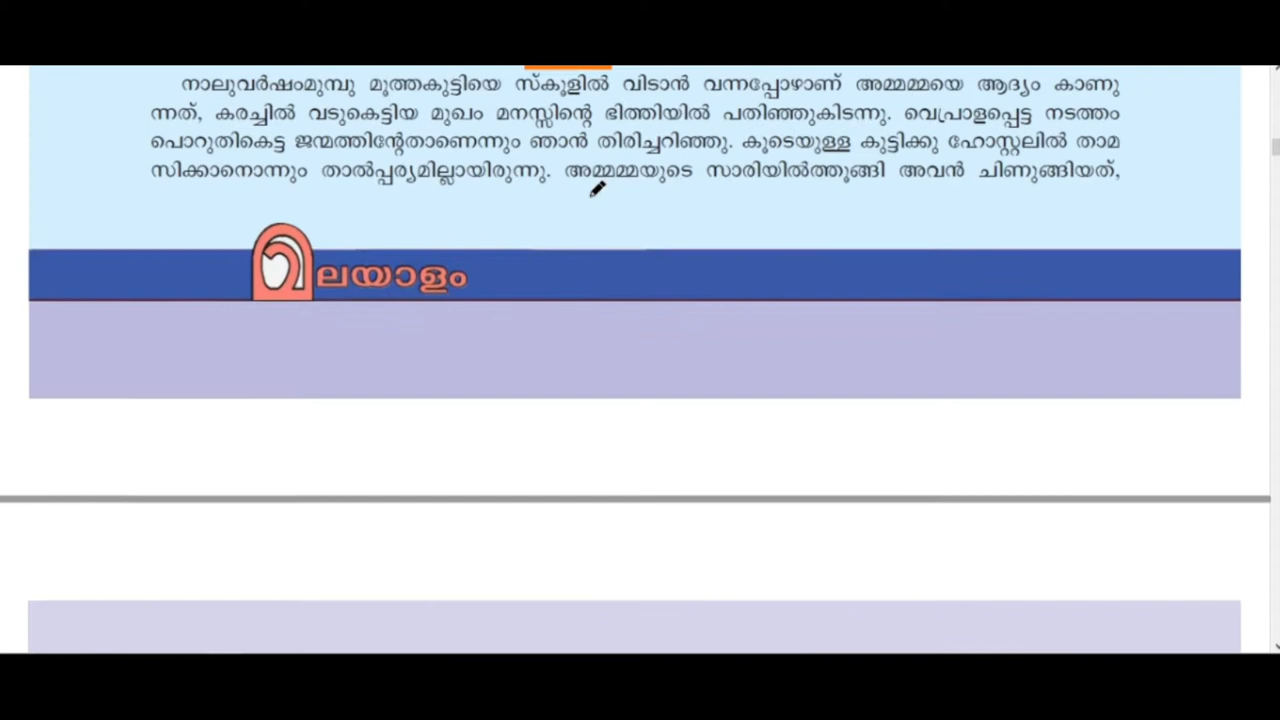 നാലുവർഷംമുമ്പു മൂത്തകുട്ടിയെ സ്കൂളിൽ വിടാൻ വന്നപ്പോഴാണ് അമ്മമ്മയെ ആദ്യം കാണു
ന്നത്, കരച്ചിൽ വടുകെട്ടിയ മുഖം മനസ്സിന്റെ ഭിത്തിയിൽ പതിഞ്ഞുകിടന്നു. വെപ്രാളപ്പെട്ട നടത്തം
പൊറുതികെട്ട ജന്മത്തിന്റേതാണെന്നും ഞാൻ തിരിച്ചറിഞ്ഞു. കൂടെയുള്ള കുട്ടിക്കു ഹോസ്റ്റലിൽ താമ
സിക്കാനൊന്നും താൽപ്പര്യമില്ലായിരുന്നു. അമ്മമ്മയുടെ സാരിയിൽത്തൂങ്ങി അവൻ ചിണുങ്ങിയത്,
മലയാളം